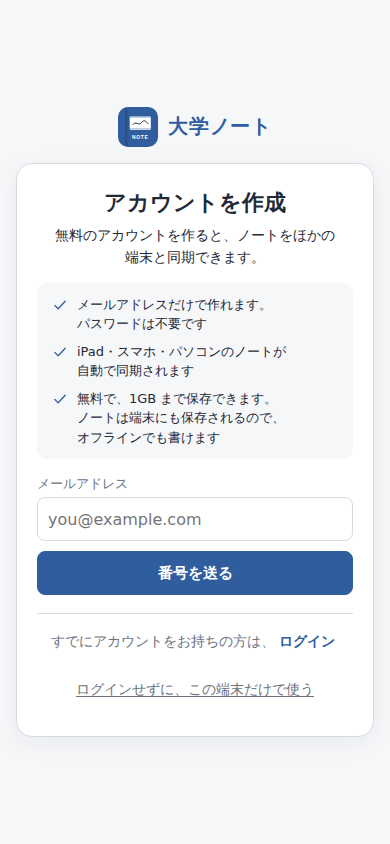 NOTE
大学ノート
アカウントを作成
無料のアカウントを作ると、ノートをほかの
端末と同期できます。
メールアドレスだけで作れます。
パスワードは不要です
iPad・スマホ・パソコンのノートが
自動で同期されます
無料で、1GB まで保存できます。
ノートは端末にも保存されるので、
オフラインでも書けます
メールアドレス
you@example.com
番号を送る
すでにアカウントをお持ちの方は、 ログイン
ログインせずに、この端末だけで使う